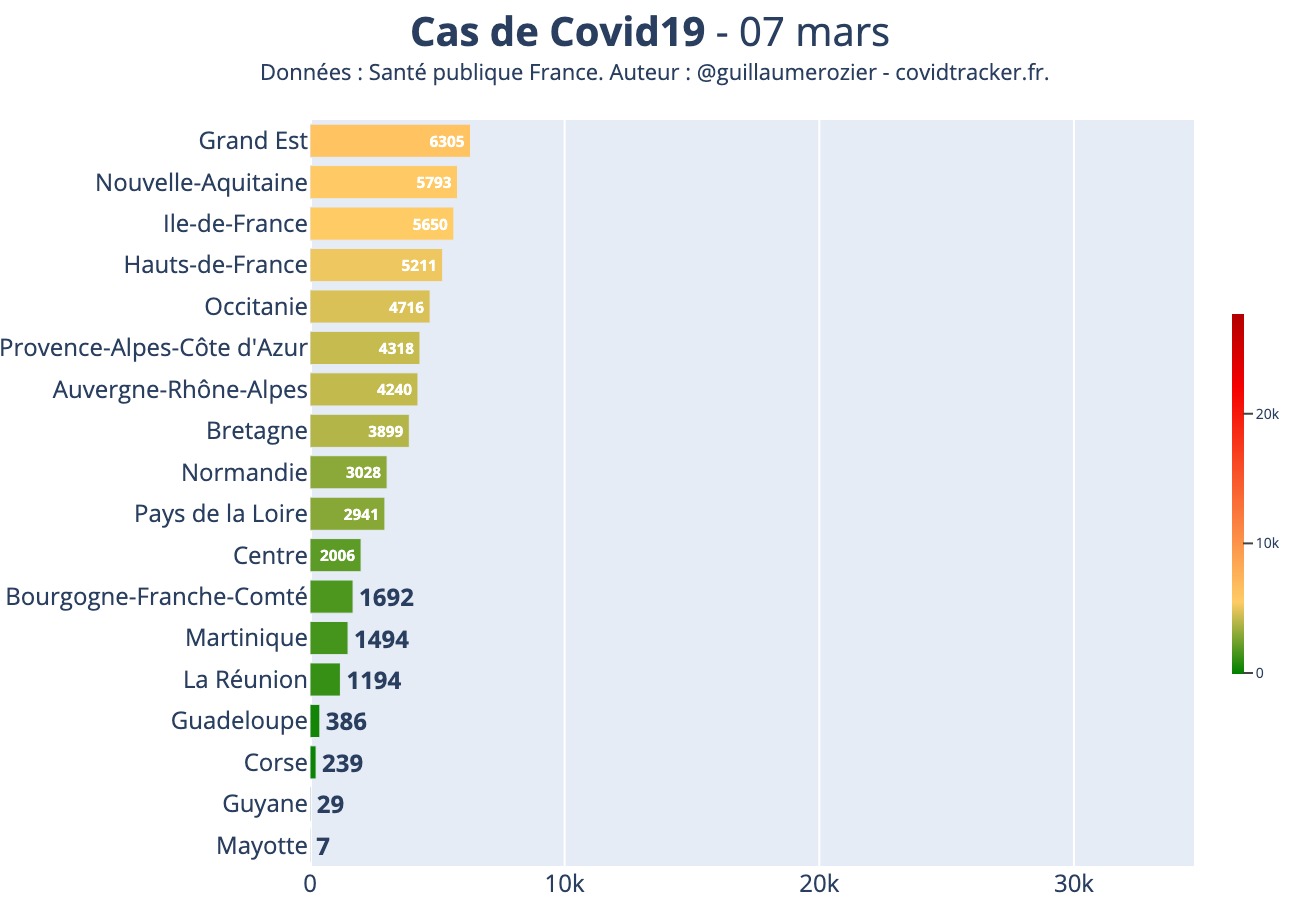 Cas de Covid19 - 07 mars
Données : Santé publique France. Auteur : @guillaumerozier - covidtracker.fr.
Grand Est 6305
Nouvelle-Aquitaine 5793
Ile-de-France 5650
Hauts-de-France 5211
Occitanie 4716
Provence-Alpes-Côte d'Azur 4318
Auvergne-Rhône-Alpes 4240
Bretagne 3899
Normandie 3028
Pays de la Loire 2941
Centre 2006
Bourgogne-Franche-Comté 1692
Martinique 1494
La Réunion 1194
Guadeloupe 386
Corse 239
Guyane 29
Mayotte 7
0 10k 20k 30k
20k
10k
0